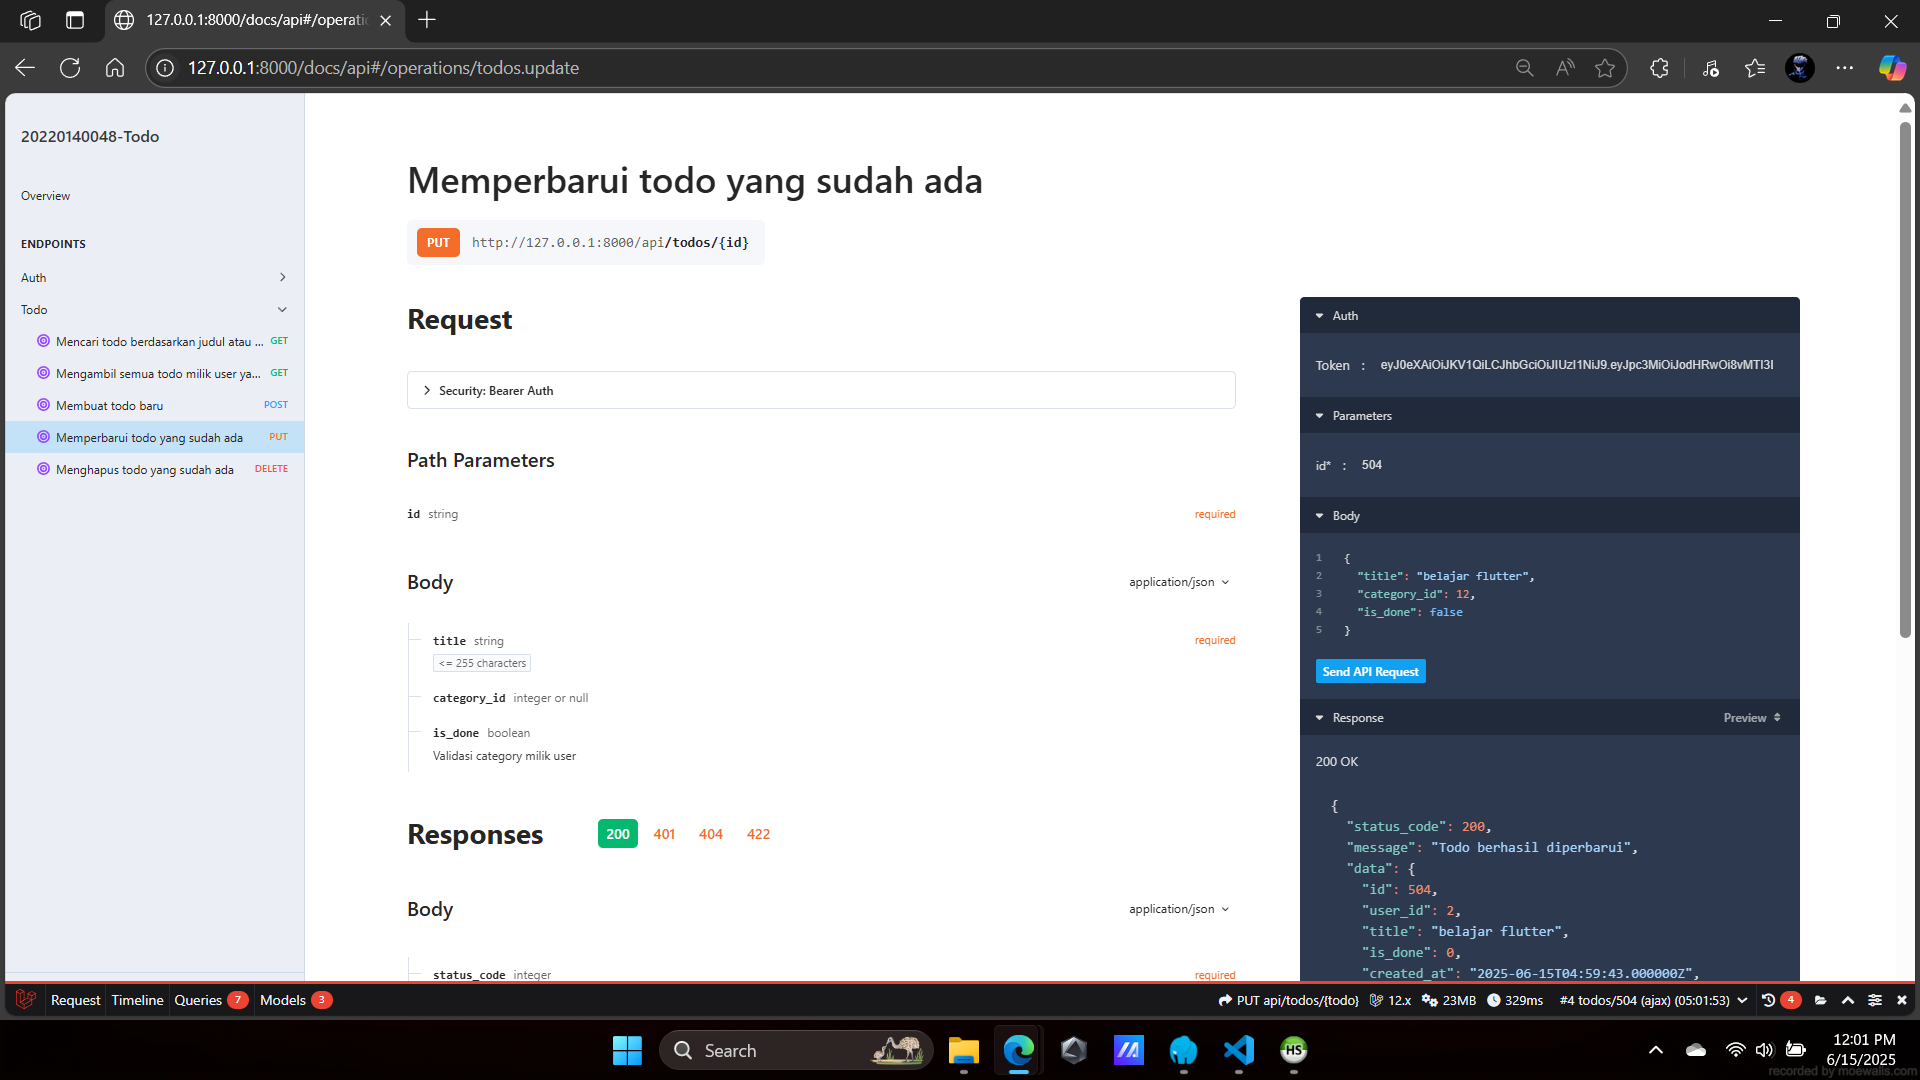 127.0.0.1:8000/docs/api#/operatio
127.0.0.1:8000/docs/api#/operations/todos.update
20220140048-Todo
Overview
ENDPOINTS
Auth
Todo
Mencari todo berdasarkan judul atau ... GET
Mengambil semua todo milik user ya... GET
Membuat todo baru POST
Memperbarui todo yang sudah ada PUT
Menghapus todo yang sudah ada DELETE
Memperbarui todo yang sudah ada
PUT http://127.0.0.1:8000/api/todos/{id}
Request
Security: Bearer Auth
Path Parameters
id string required
Body application/json
title string required
<= 255 characters
category_id integer or null
is_done boolean
Validasi category milik user
Responses 200 401 404 422
Body application/json
status_code integer required
Auth
Parameters
id* : 504
Body
1 {
2 "title": "belajar flutter",
3 "category_id": 12,
4 "is_done": false
5 }
Send API Request
Response Preview
200 OK
{
"status_code": 200,
"message": "Todo berhasil diperbarui",
"data": {
"id": 504,
"user_id": 2,
"title": "belajar flutter",
"is_done": 0,
"created_at": "2025-06-15T04:59:43.000000Z",
Request Timeline Queries 7 Models 3
PUT api/todos/{todo} 12.x 23MB 329ms #4 todos/504 (ajax) (05:01:53) 4
Search
HS
12:01 PM
6/15/2025
recorded by moewalls.com